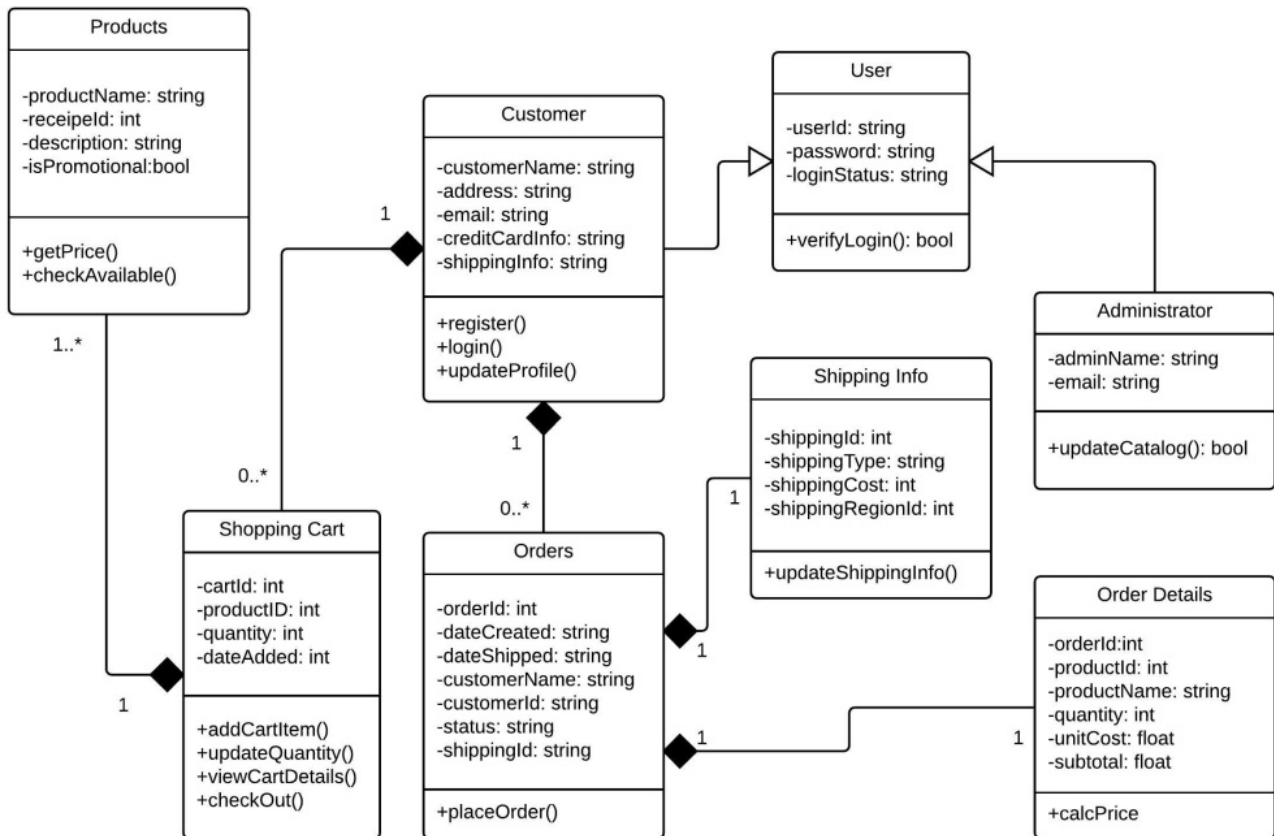 Products
-productName: string
-receipeId: int
-description: string
-isPromotional:bool
+getPrice()
+checkAvailable()
1..*
1
0..*
Customer
-customerName: string
-address: string
-email: string
-creditCardInfo: string
-shippingInfo: string
+register()
+login()
+updateProfile()
1
0..*
User
-userId: string
-password: string
-loginStatus: string
+verifyLogin(): bool
Administrator
-adminName: string
-email: string
+updateCatalog(): bool
Shipping Info
-shippingId: int
-shippingType: string
-shippingCost: int
-shippingRegionId: int
+updateShippingInfo()
1
1
Shopping Cart
-cartId: int
-productID: int
-quantity: int
-dateAdded: int
+addCartItem()
+updateQuantity()
+viewCartDetails()
+checkOut()
1
Orders
-orderId: int
-dateCreated: string
-dateShipped: string
-customerName: string
-customerId: string
-status: string
-shippingId: string
+placeOrder()
1
1
Order Details
-orderId:int
-productId: int
-productName: string
-quantity: int
-unitCost: float
-subtotal: float
+calcPrice